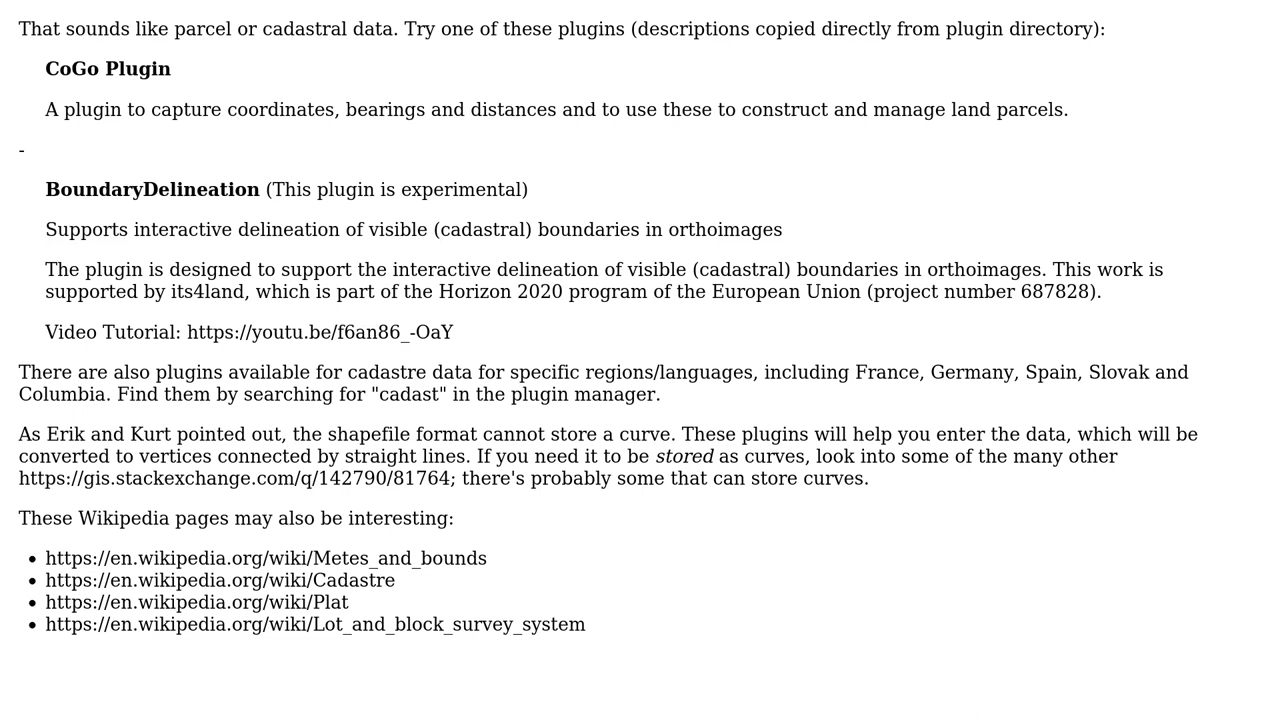 That sounds like parcel or cadastral data. Try one of these plugins (descriptions copied directly from plugin directory):
CoGo Plugin
A plugin to capture coordinates, bearings and distances and to use these to construct and manage land parcels.
-
BoundaryDelineation (This plugin is experimental)
Supports interactive delineation of visible (cadastral) boundaries in orthoimages
The plugin is designed to support the interactive delineation of visible (cadastral) boundaries in orthoimages. This work is
supported by its4land, which is part of the Horizon 2020 program of the European Union (project number 687828).
Video Tutorial: https://youtu.be/f6an86_-OaY
There are also plugins available for cadastre data for specific regions/languages, including France, Germany, Spain, Slovak and
Columbia. Find them by searching for "cadast" in the plugin manager.
As Erik and Kurt pointed out, the shapefile format cannot store a curve. These plugins will help you enter the data, which will be
converted to vertices connected by straight lines. If you need it to be stored as curves, look into some of the many other
https://gis.stackexchange.com/q/142790/81764; there's probably some that can store curves.
These Wikipedia pages may also be interesting:
• https://en.wikipedia.org/wiki/Metes_and_bounds
• https://en.wikipedia.org/wiki/Cadastre
• https://en.wikipedia.org/wiki/Plat
• https://en.wikipedia.org/wiki/Lot_and_block_survey_system